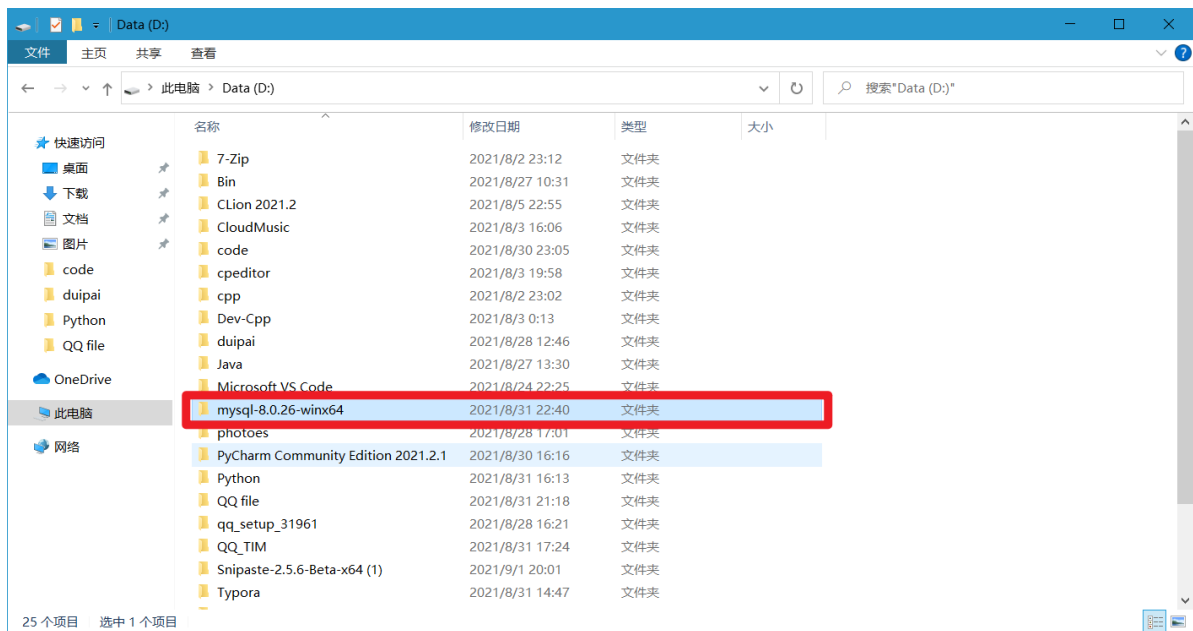 Data (D:)
文件 主页 共享 查看
此电脑 > Data (D:) 搜索"Data (D:)"
名称 修改日期 类型 大小
快速访问
桌面
下载
文档
图片
code
duipai
Python
QQ file
OneDrive
此电脑
网络
7-Zip 2021/8/2 23:12 文件夹
Bin 2021/8/27 10:31 文件夹
CLion 2021.2 2021/8/5 22:55 文件夹
CloudMusic 2021/8/3 16:06 文件夹
code 2021/8/30 23:05 文件夹
cpeditor 2021/8/3 19:58 文件夹
cpp 2021/8/2 23:02 文件夹
Dev-Cpp 2021/8/3 0:13 文件夹
duipai 2021/8/28 12:46 文件夹
Java 2021/8/27 13:30 文件夹
Microsoft VS Code 2021/8/24 22:25 文件夹
mysql-8.0.26-winx64 2021/8/31 22:40 文件夹
photoes 2021/8/28 17:01 文件夹
PyCharm Community Edition 2021.2.1 2021/8/30 16:16 文件夹
Python 2021/8/31 16:13 文件夹
QQ file 2021/8/31 21:18 文件夹
qq_setup_31961 2021/8/28 16:21 文件夹
QQ_TIM 2021/8/31 17:24 文件夹
Snipaste-2.5.6-Beta-x64 (1) 2021/9/1 20:01 文件夹
Typora 2021/8/31 14:47 文件夹
25 个项目 选中 1 个项目